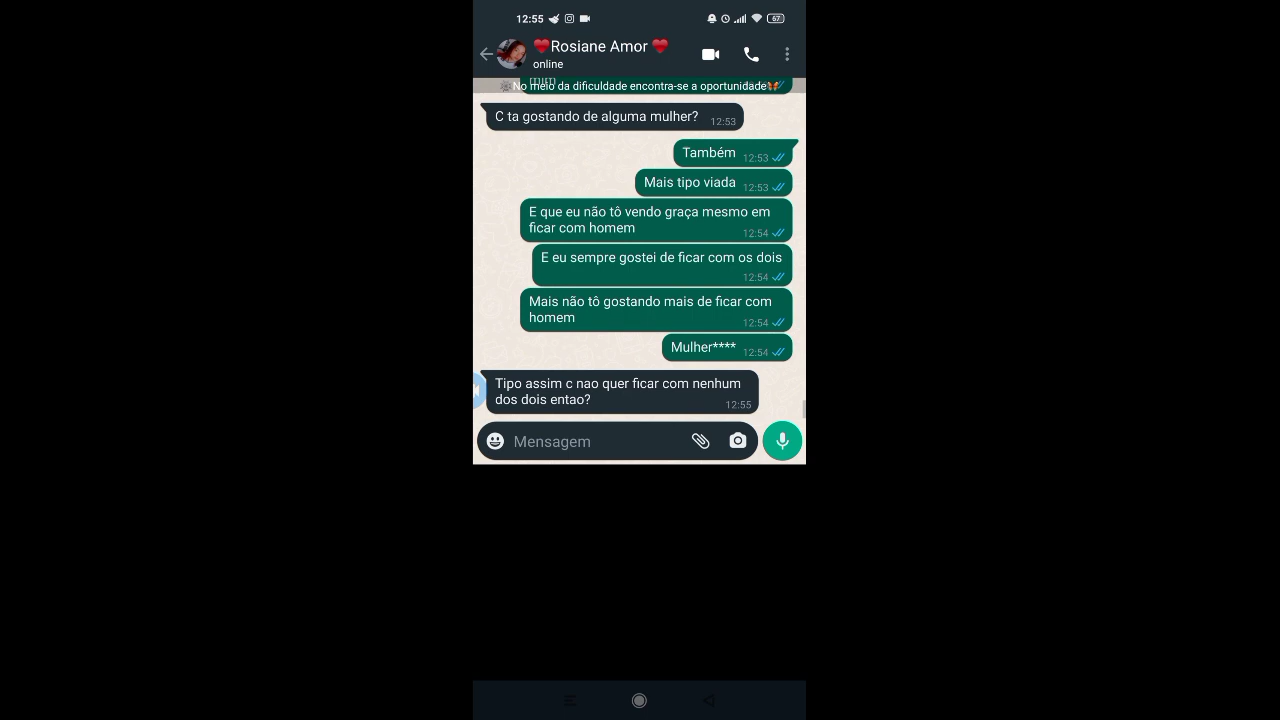 12:55
67
Rosiane Amor
online
mim
No meio da dificuldade encontra-se a oportunidade
C ta gostando de alguma mulher? 12:53
Também 12:53
Mais tipo viada 12:53
E que eu não tô vendo graça mesmo em
ficar com homem 12:54
E eu sempre gostei de ficar com os dois
12:54
Mais não tô gostando mais de ficar com
homem 12:54
Mulher**** 12:54
Tipo assim c nao quer ficar com nenhum
dos dois entao? 12:55
Mensagem